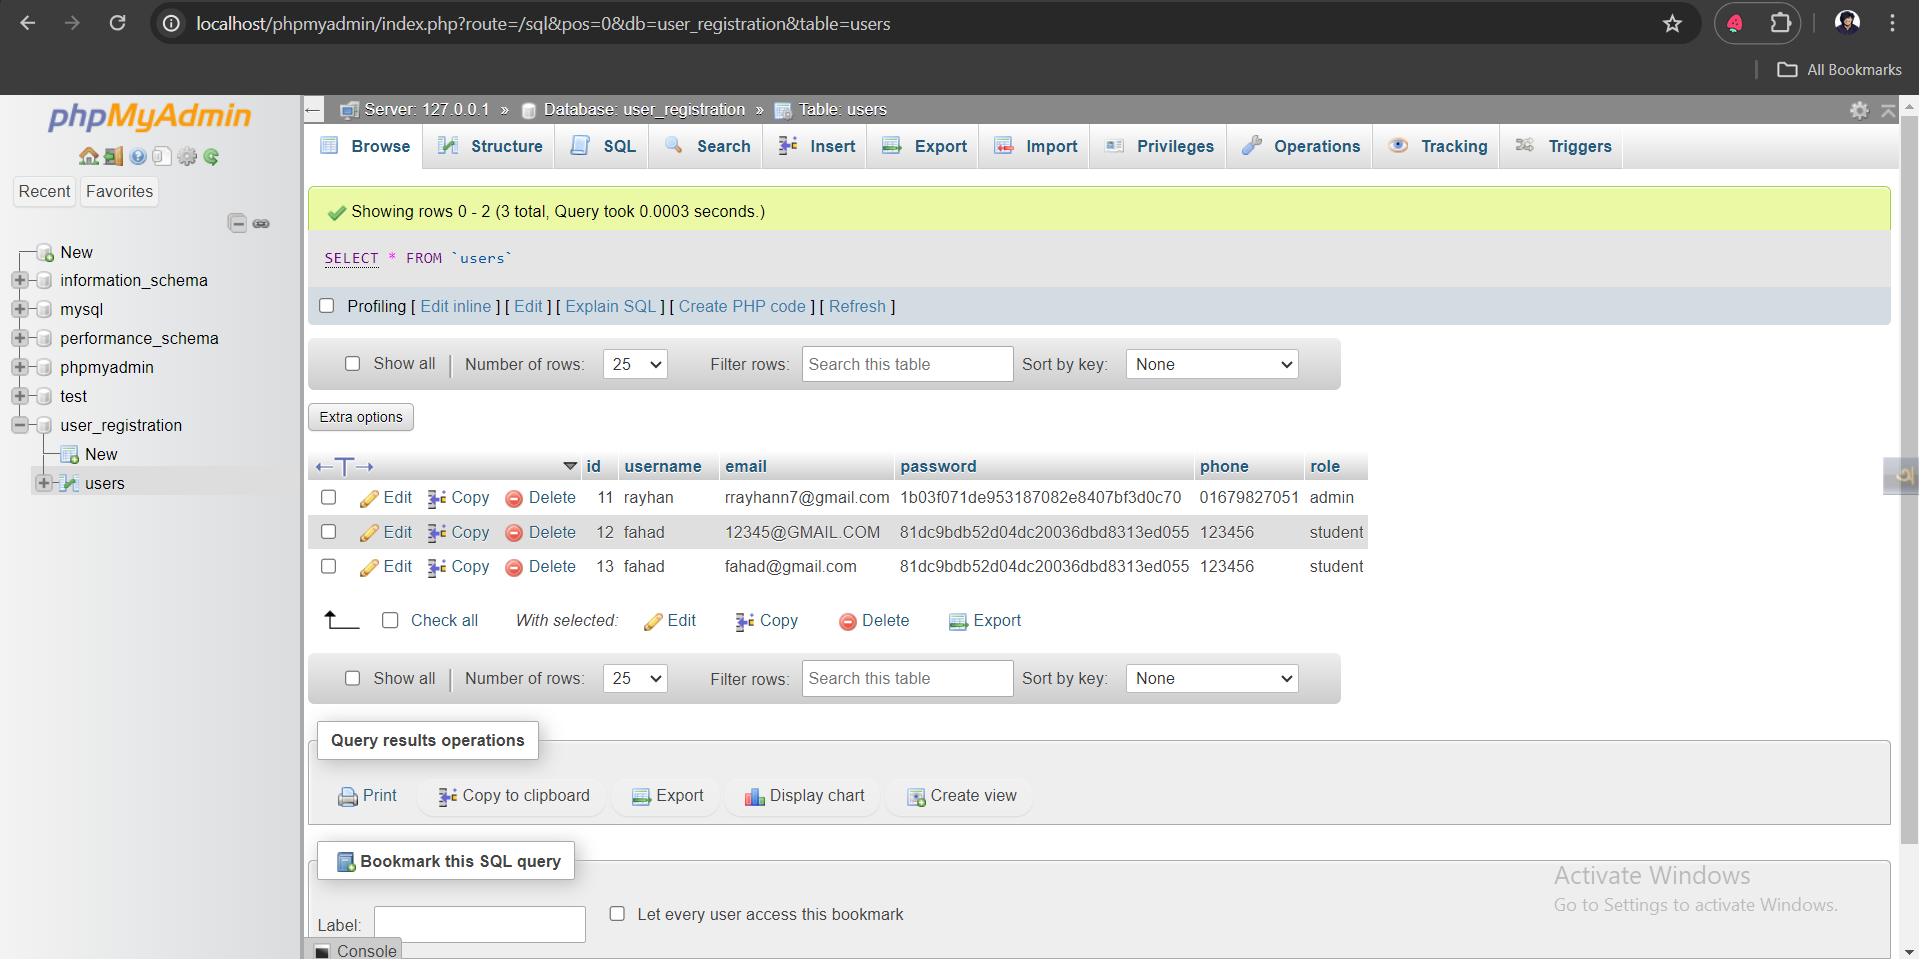 localhost/phpmyadmin/index.php?route=/sql&pos=0&db=user_registration&table=users
All Bookmarks
phpMyAdmin
Recent Favorites
New
information_schema
mysql
performance_schema
phpmyadmin
test
user_registration
New
users
Server: 127.0.0.1 » Database: user_registration » Table: users
Browse Structure SQL Search Insert Export Import Privileges Operations Tracking Triggers
Showing rows 0 - 2 (3 total, Query took 0.0003 seconds.)
SELECT * FROM `users`
Profiling [ Edit inline ] [ Edit ] [ Explain SQL ] [ Create PHP code ] [ Refresh ]
Show all Number of rows: 25 Filter rows: Search this table Sort by key: None
Extra options
id username email password phone role
Edit Copy Delete 11 rayhan rrayhann7@gmail.com 1b03f071de953187082e8407bf3d0c70 01679827051 admin
Edit Copy Delete 12 fahad 12345@GMAIL.COM 81dc9bdb52d04dc20036dbd8313ed055 123456 student
Edit Copy Delete 13 fahad fahad@gmail.com 81dc9bdb52d04dc20036dbd8313ed055 123456 student
Check all With selected: Edit Copy Delete Export
Show all Number of rows: 25 Filter rows: Search this table Sort by key: None
Query results operations
Print Copy to clipboard Export Display chart Create view
Bookmark this SQL query
Label: Let every user access this bookmark
Console
Activate Windows
Go to Settings to activate Windows.